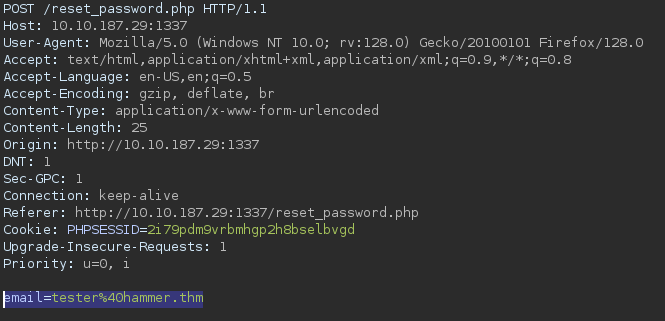 POST /reset_password.php HTTP/1.1
Host: 10.10.187.29:1337
User-Agent: Mozilla/5.0 (Windows NT 10.0; rv:128.0) Gecko/20100101 Firefox/128.0
Accept: text/html,application/xhtml+xml,application/xml;q=0.9,*/*;q=0.8
Accept-Language: en-US,en;q=0.5
Accept-Encoding: gzip, deflate, br
Content-Type: application/x-www-form-urlencoded
Content-Length: 25
Origin: http://10.10.187.29:1337
DNT: 1
Sec-GPC: 1
Connection: keep-alive
Referer: http://10.10.187.29:1337/reset_password.php
Cookie: PHPSESSID=2i79pdm9vrbmhgp2h8bselbvgd
Upgrade-Insecure-Requests: 1
Priority: u=0, i
email=tester%40hammer.thm